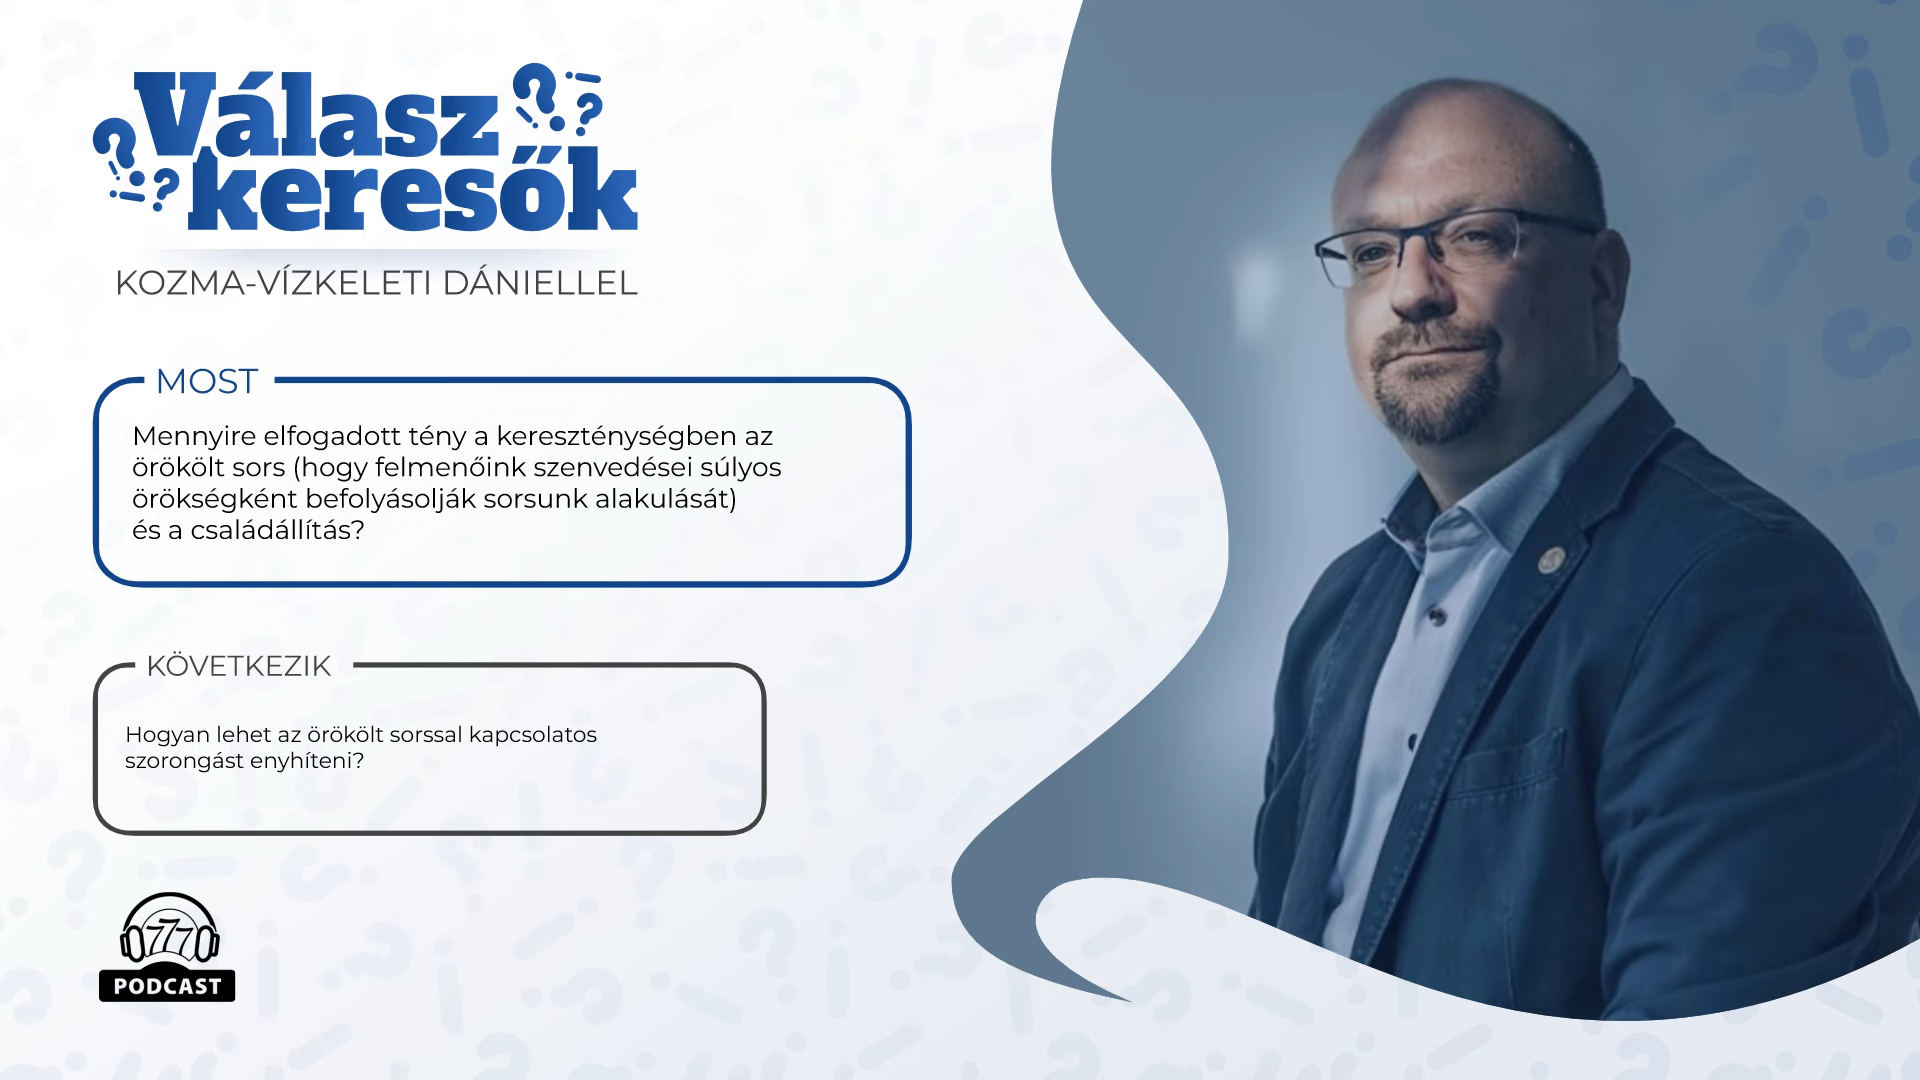 Válasz
keresők
KOZMA-VÍZKELETI DÁNIELLEL
MOST
Mennyire elfogadott tény a kereszténységben az
örökölt sors (hogy felmenőink szenvedései súlyos
örökségként befolyásolják sorsunk alakulását)
és a családállítás?
KÖVETKEZIK
Hogyan lehet az örökölt sorssal kapcsolatos
szorongást enyhíteni?
777
PODCAST